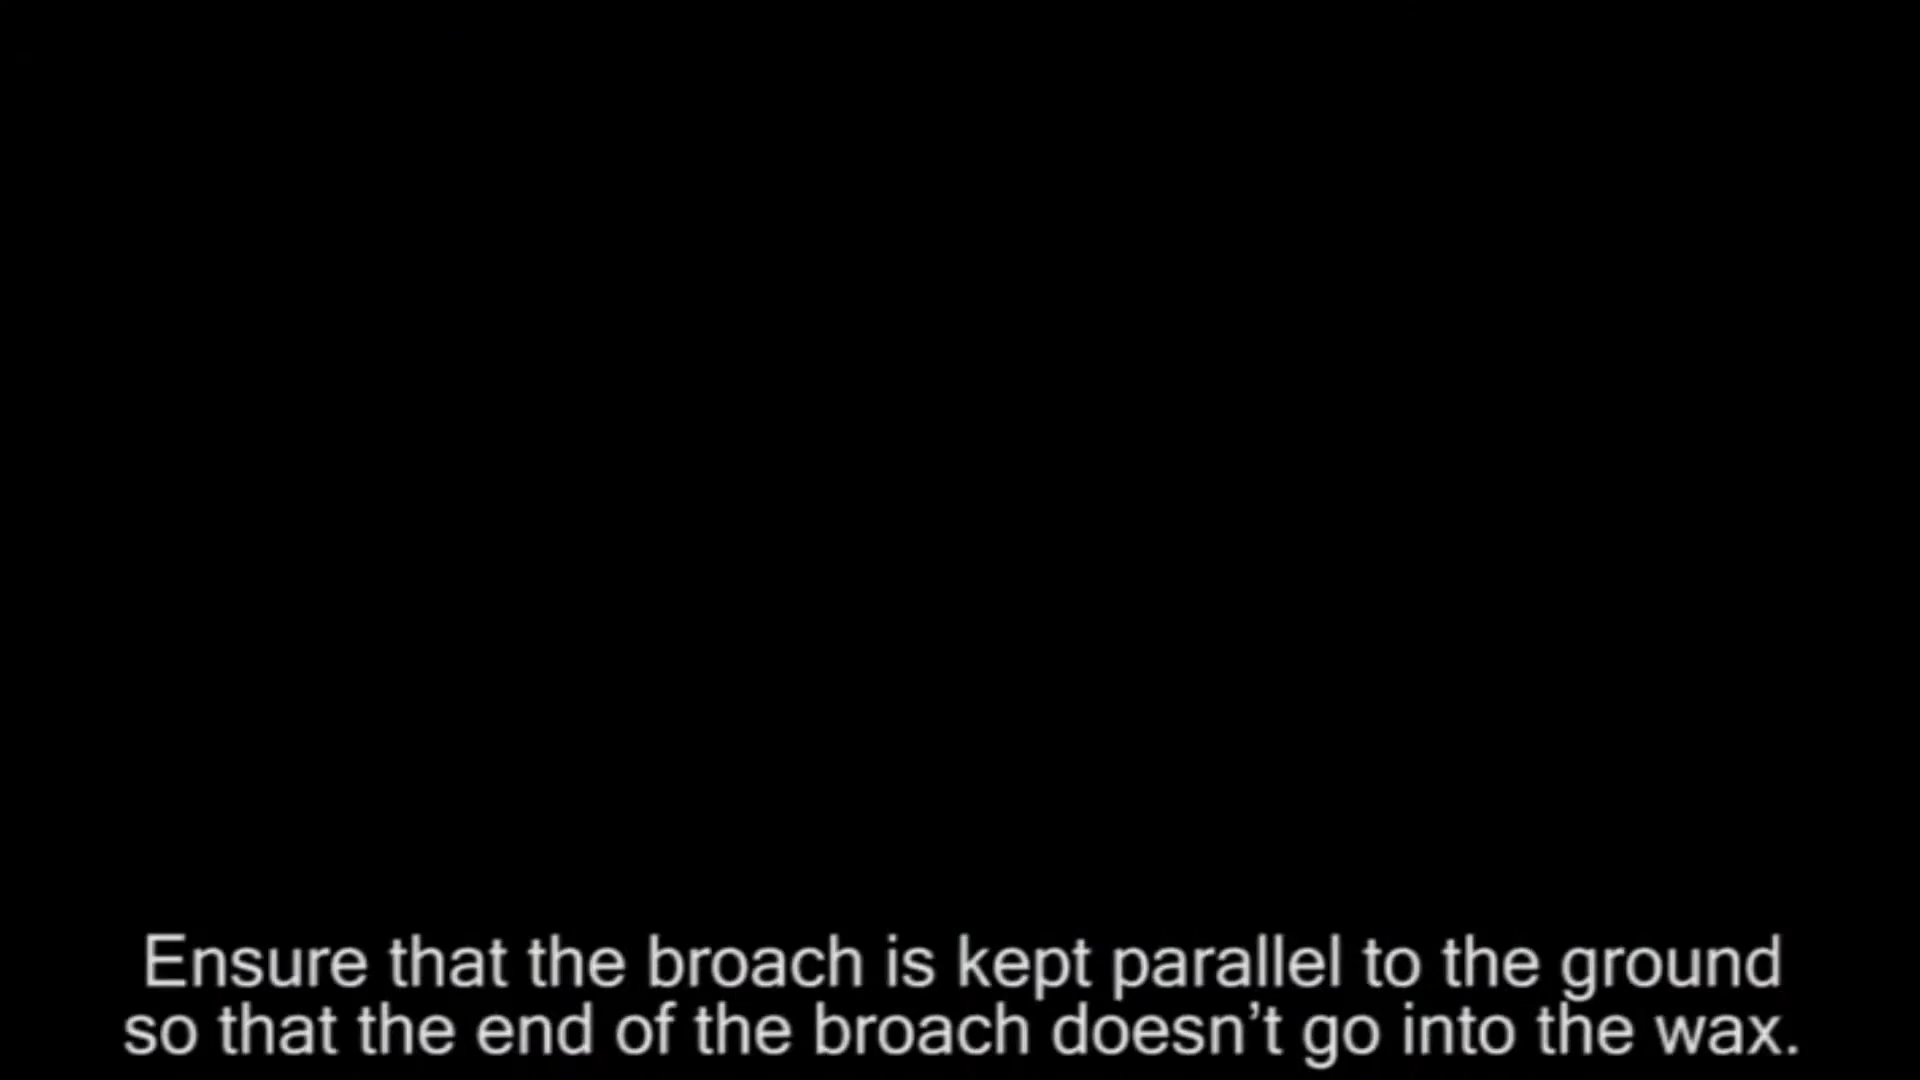 Ensure that the broach is kept parallel to the ground
so that the end of the broach doesn’t go into the wax.